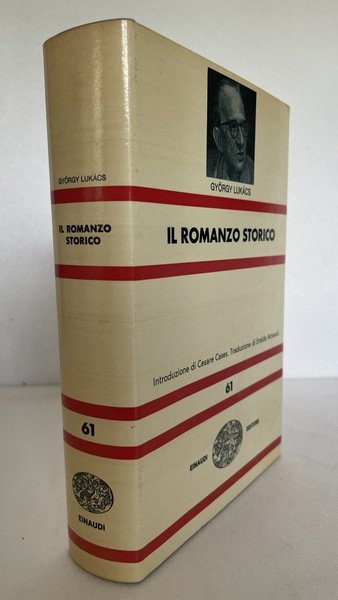 GYÖRGY LUKÁCS
IL ROMANZO
STORICO
61
EINAUDI
GYÖRGY LUKÁCS
IL ROMANZO STORICO
Introduzione di Cesare Cases. Traduzione di Eraldo Arnaud
61
EINAUDI
EDITORE